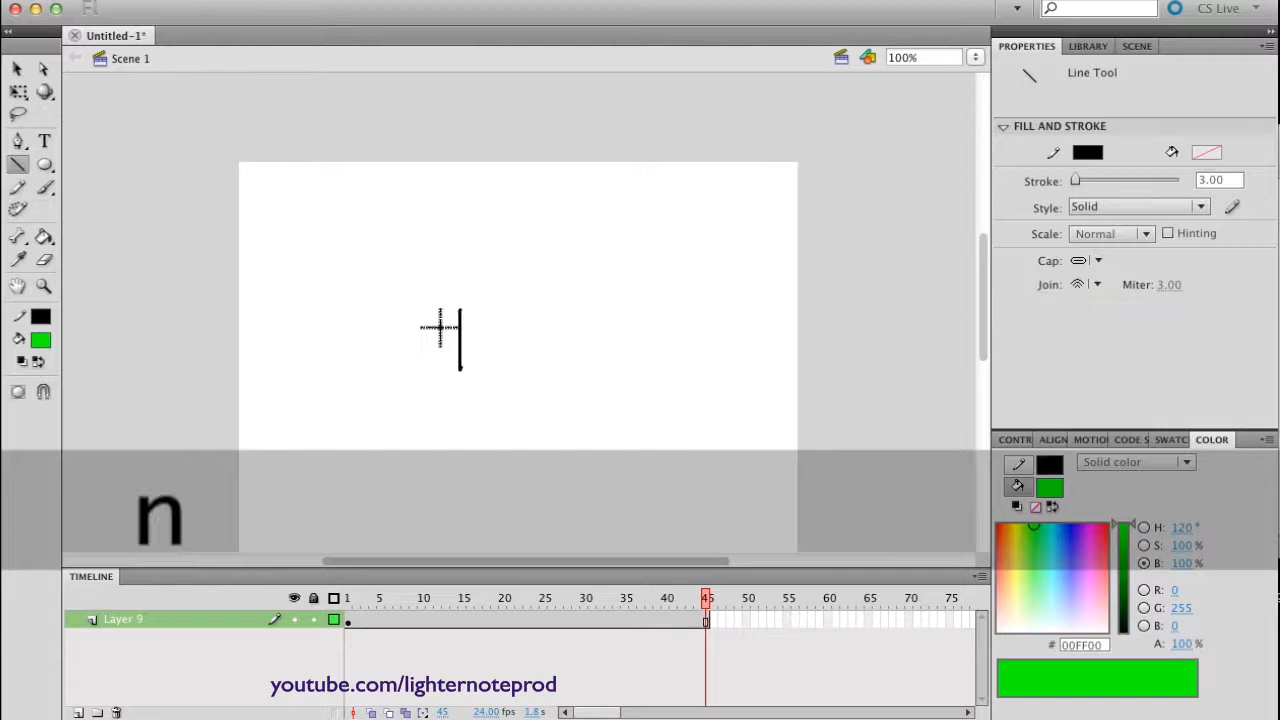 Fl
CS Live
Untitled-1*
Scene 1
100%
PROPERTIES LIBRARY SCENE
Line Tool
FILL AND STROKE
Stroke: 3.00
Style: Solid
Scale: Normal Hinting
Cap:
Join: Miter: 3.00
T
CONTR ALIGN MOTIO CODE S SWATC COLOR
Solid color
n
H: 120 °
S: 100 %
B: 100 %
R: 0
G: 255
B: 0
# 00FF00 A: 100 %
TIMELINE
1 5 10 15 20 25 30 35 40 45 50 55 60 65 70 75
Layer 9
youtube.com/lighternoteprod
45 24.00 fps 1.8 s